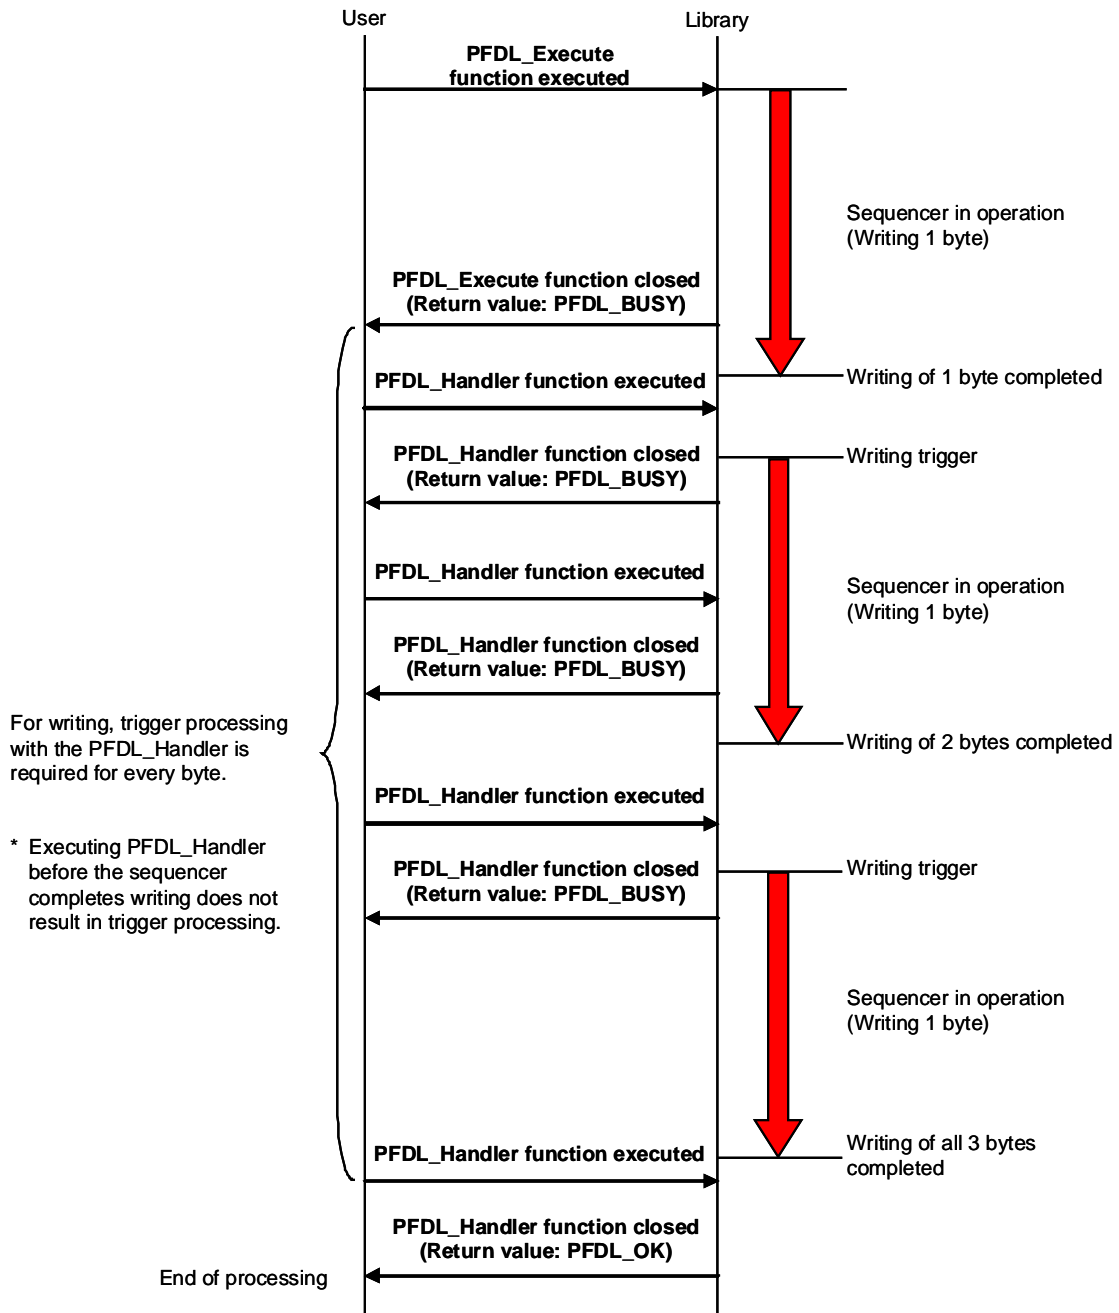 User
Library
PFDL_Execute
function executed
Sequencer in operation
(Writing 1 byte)
PFDL_Execute function closed
(Return value: PFDL_BUSY)
PFDL_Handler function executed
Writing of 1 byte completed
PFDL_Handler function closed
(Return value: PFDL_BUSY)
Writing trigger
PFDL_Handler function executed
Sequencer in operation
(Writing 1 byte)
PFDL_Handler function closed
(Return value: PFDL_BUSY)
For writing, trigger processing
with the PFDL_Handler is
required for every byte.
Writing of 2 bytes completed
PFDL_Handler function executed
* Executing PFDL_Handler
before the sequencer
completes writing does not
result in trigger processing.
PFDL_Handler function closed
(Return value: PFDL_BUSY)
Writing trigger
Sequencer in operation
(Writing 1 byte)
PFDL_Handler function executed
Writing of all 3 bytes
completed
PFDL_Handler function closed
(Return value: PFDL_OK)
End of processing